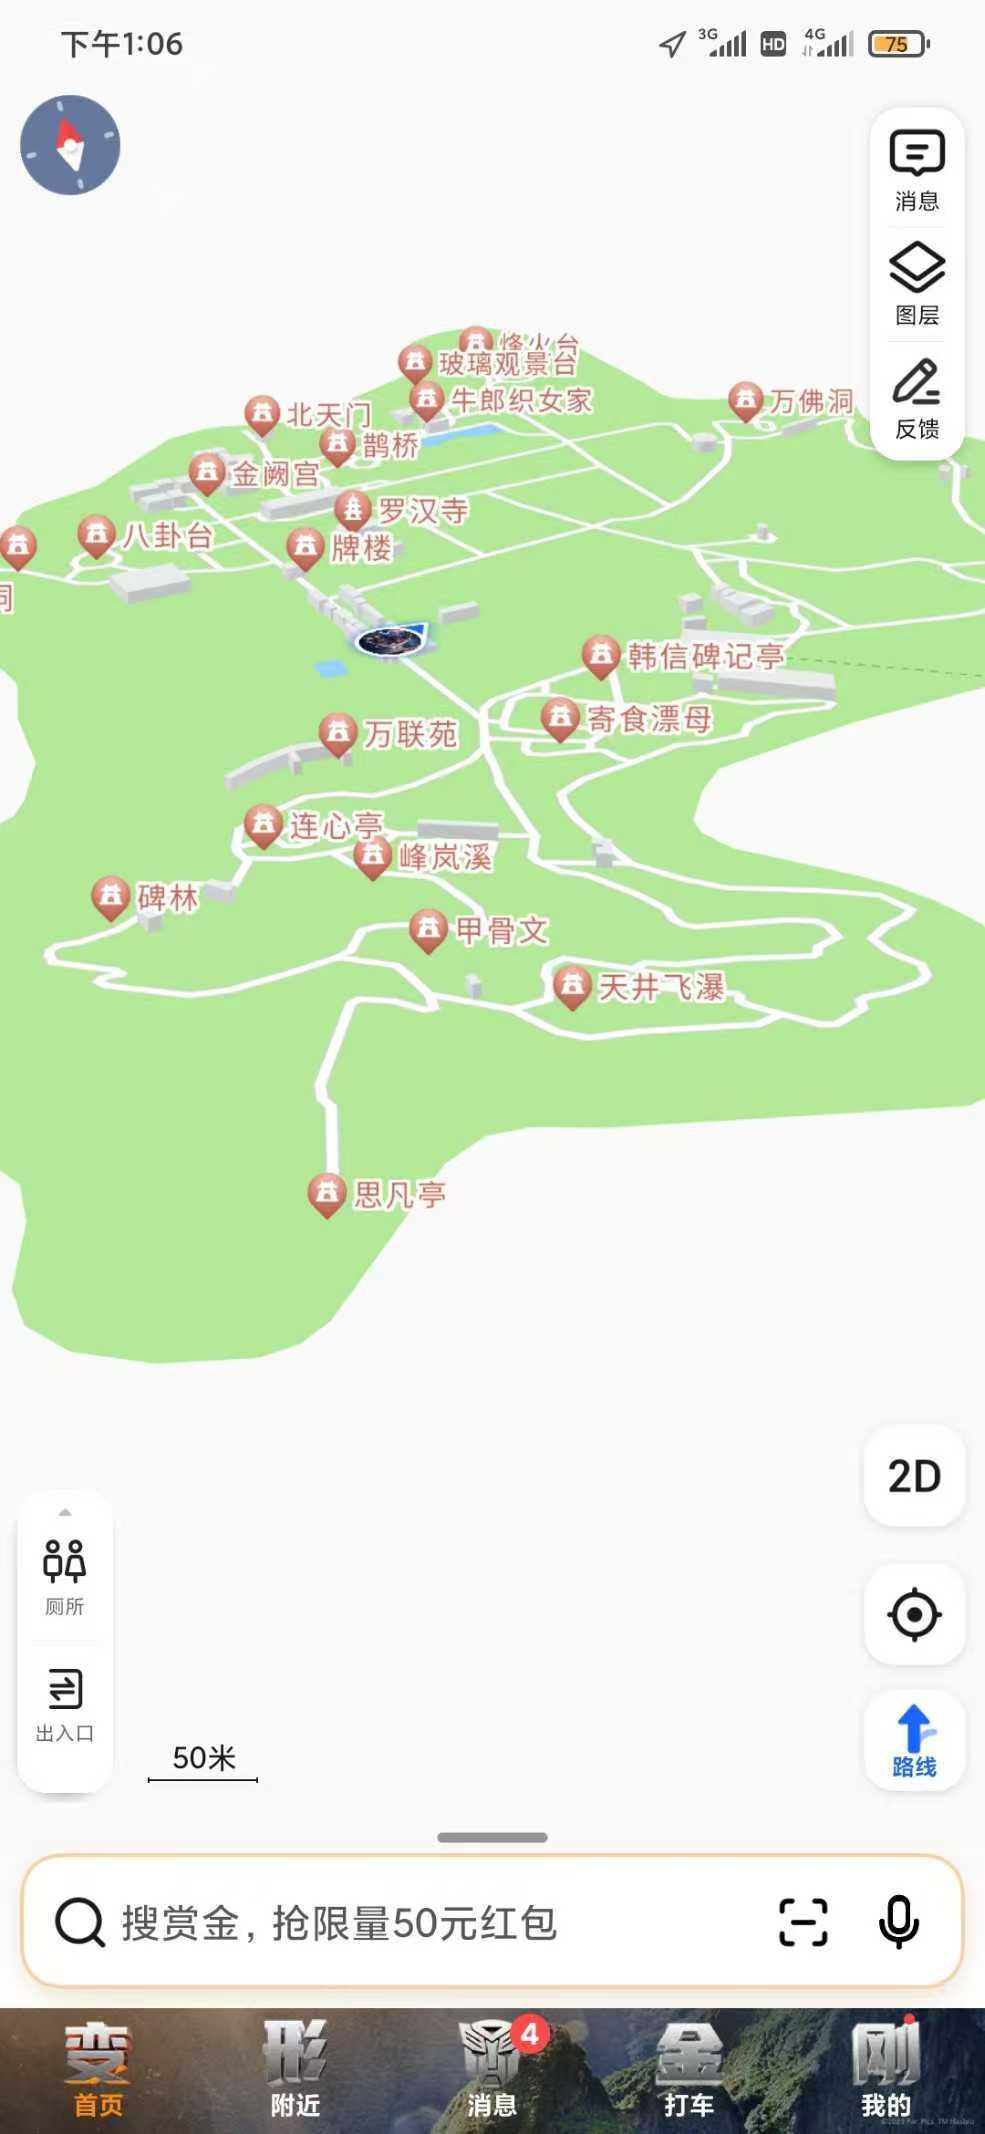 下午1:06
3G
HD
4G
75
消息
图层
反馈
烽火台
玻璃观景台
牛郎织女家
万佛洞
北天门
鹊桥
金阙宫
罗汉寺
八卦台
牌楼
洞
韩信碑记亭
寄食漂母
万联苑
连心亭
峰岚溪
碑林
甲骨文
天井飞瀑
思凡亭
2D
厕所
出入口
50米
路线
搜赏金，抢限量50元红包
变
形
4
金
刚
首页
附近
消息
打车
我的